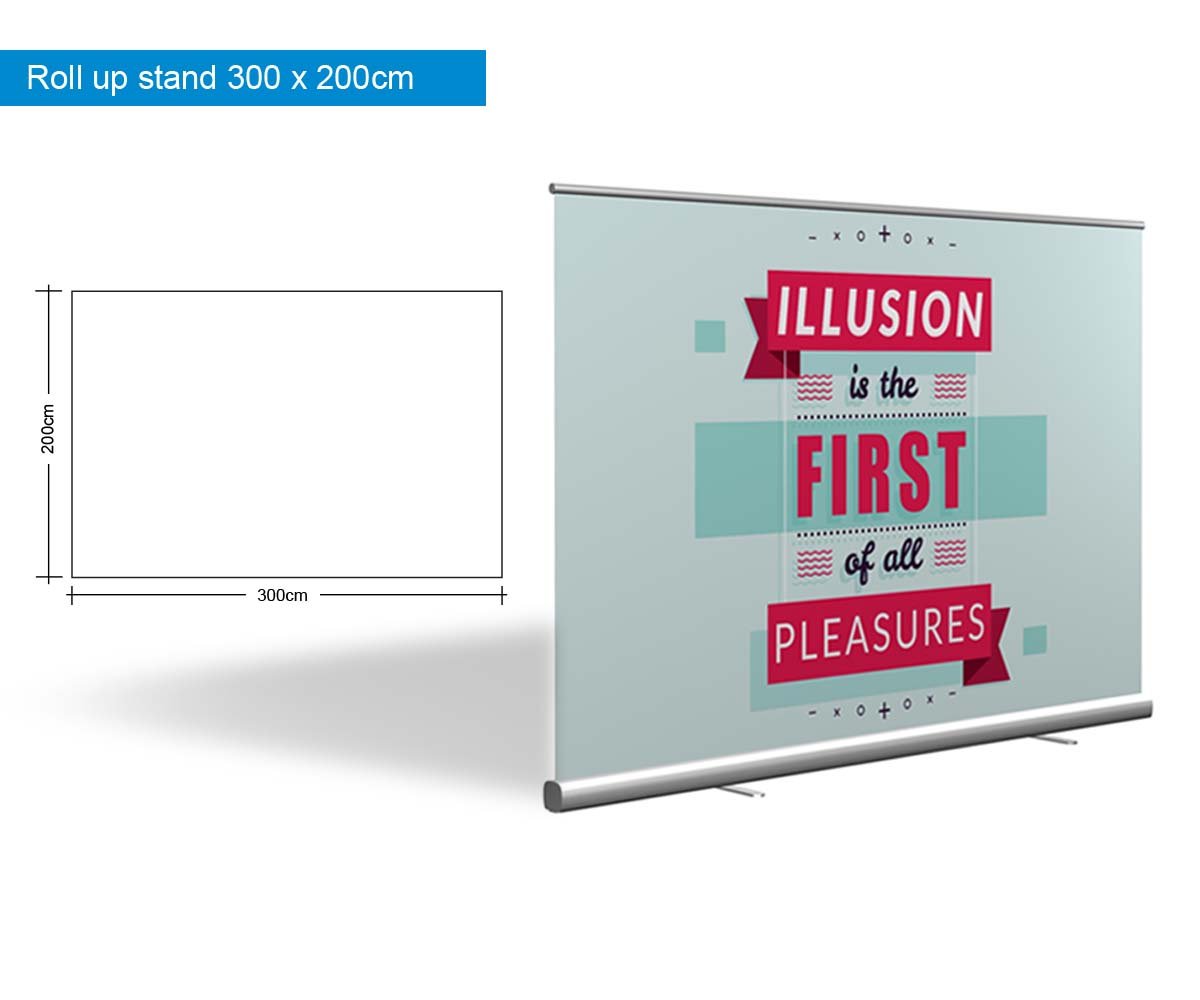 Roll up stand 300 x 200cm
200cm
300cm
ILLUSION
is the
FIRST
of all
PLEASURES